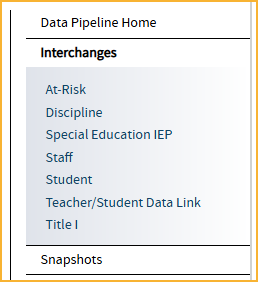 Data Pipeline Home
Interchanges
At-Risk
Discipline
Special Education IEP
Staff
Student
Teacher/Student Data Link
Title I
Snapshots